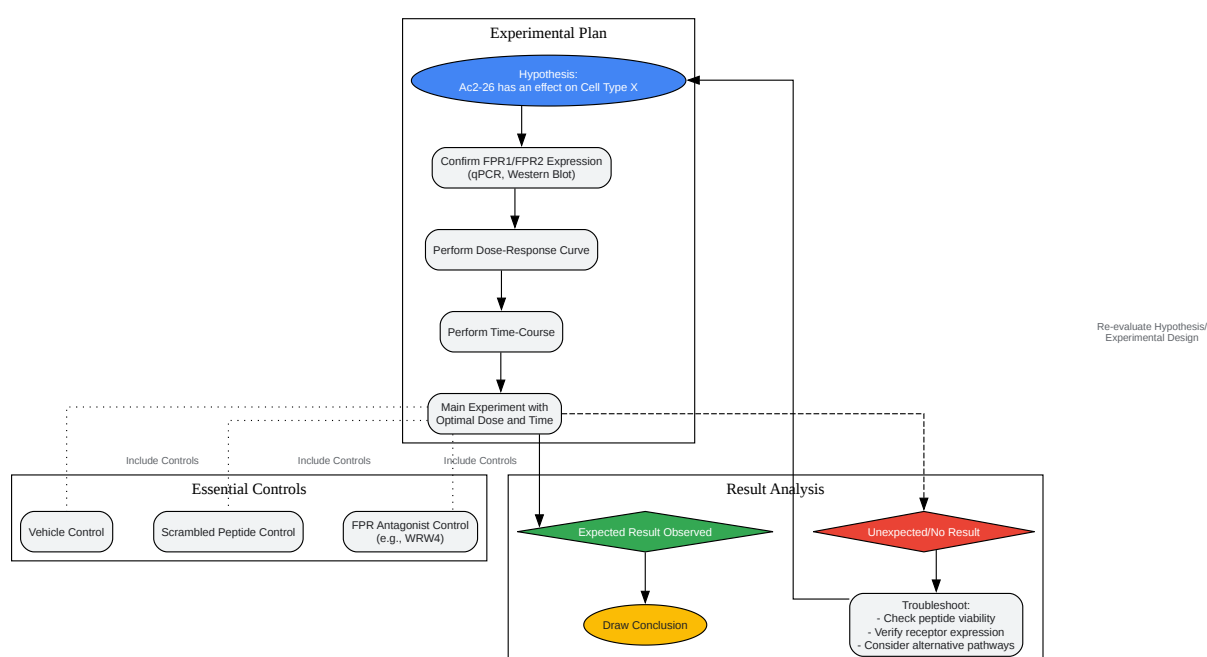 Experimental Plan
Hypothesis:
Ac2-26 has an effect on Cell Type X
Confirm FPR1/FPR2 Expression
(qPCR, Western Blot)
Perform Dose-Response Curve
Perform Time-Course
Re-evaluate Hypothesis/
Experimental Design
Main Experiment with
Optimal Dose and Time
Include Controls
Include Controls
Include Controls
Essential Controls
Vehicle Control
Scrambled Peptide Control
FPR Antagonist Control
(e.g., WRW4)
Result Analysis
Expected Result Observed
Unexpected/No Result
Draw Conclusion
Troubleshoot:
- Check peptide viability
- Verify receptor expression
- Consider alternative pathways